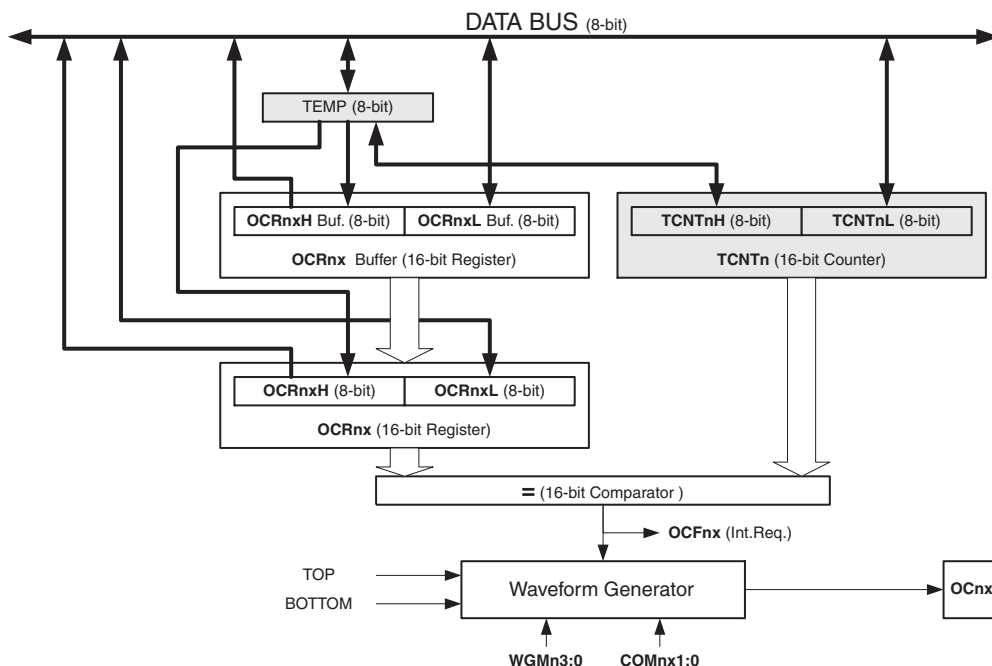 DATA BUS (8-bit)
TEMP (8-bit)
OCRnxH Buf. (8-bit)
OCRnxL Buf. (8-bit)
OCRnx Buffer (16-bit Register)
TCNTnH (8-bit)
TCNTnL (8-bit)
TCNTn (16-bit Counter)
OCRnxH (8-bit)
OCRnxL (8-bit)
OCRnx (16-bit Register)
= (16-bit Comparator )
OCFnx (Int.Req.)
TOP
BOTTOM
Waveform Generator
OCnx
WGMn3:0
COMnx1:0